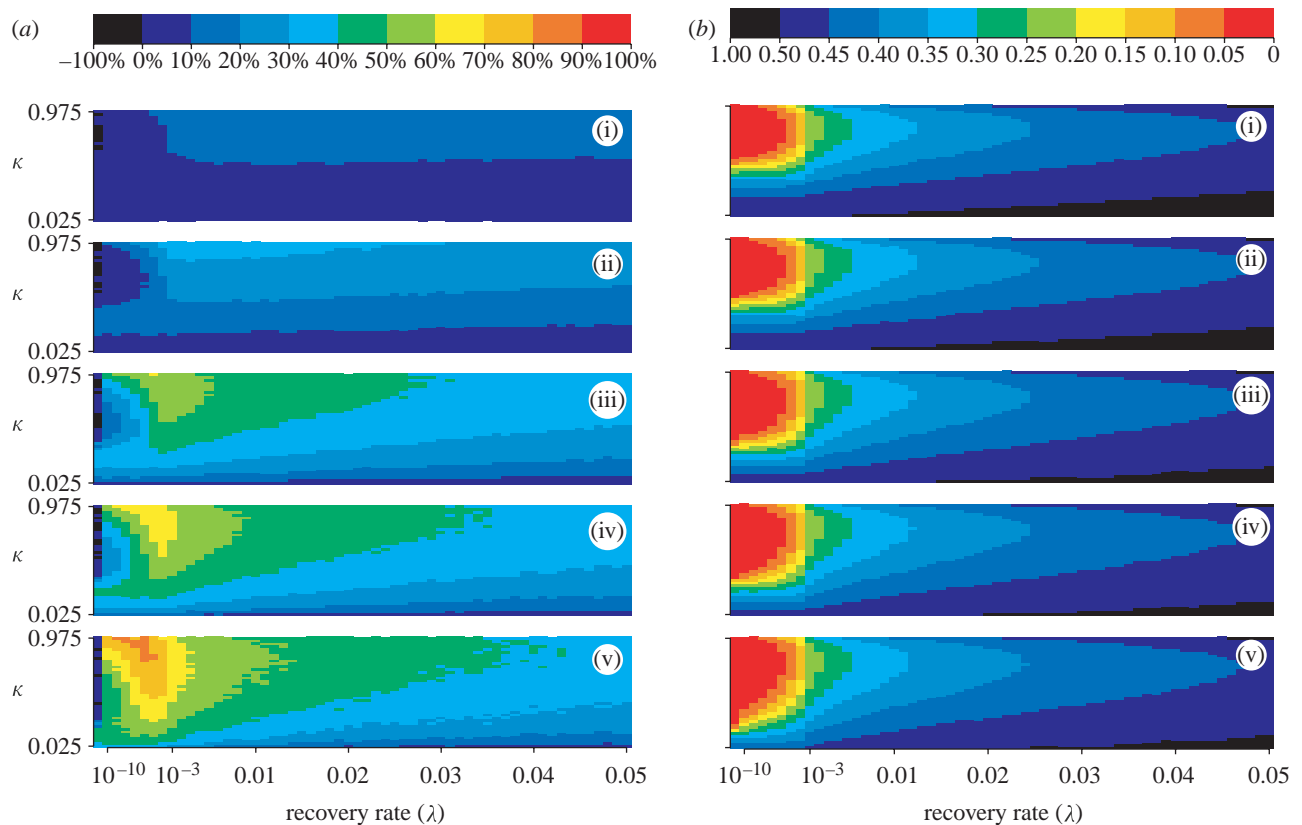 (a)
–100% 0% 10% 20% 30% 40% 50% 60% 70% 80% 90% 100%
0.975
κ
0.025
(i)
0.975
κ
0.025
(ii)
0.975
κ
0.025
(iii)
0.975
κ
0.025
(iv)
0.975
κ
0.025
(v)
10⁻¹⁰ 10⁻³ 0.01 0.02 0.03 0.04 0.05
recovery rate (λ)
(b)
1.00 0.50 0.45 0.40 0.35 0.30 0.25 0.20 0.15 0.10 0.05 0
(i)
(ii)
(iii)
(iv)
(v)
10⁻¹⁰ 10⁻³ 0.01 0.02 0.03 0.04 0.05
recovery rate (λ)